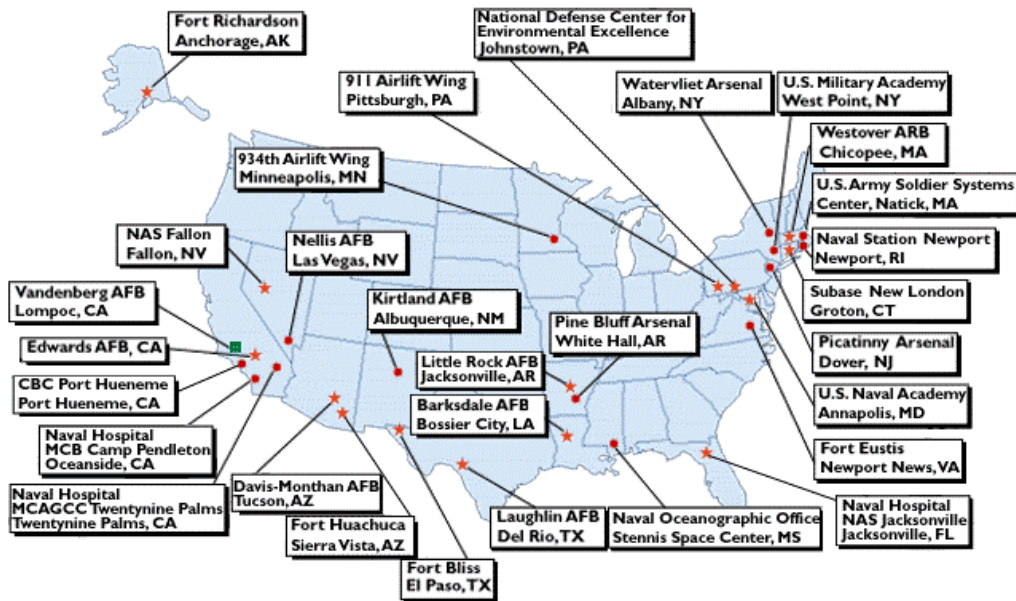 Fort Richardson
Anchorage, AK
National Defense Center for
Environmental Excellence
Johnstown, PA
911 Airlift Wing
Pittsburgh, PA
Watervliet Arsenal
Albany, NY
U.S. Military Academy
West Point, NY
934th Airlift Wing
Minneapolis, MN
Westover ARB
Chicopee, MA
U.S. Army Soldier Systems
Center, Natick, MA
NAS Fallon
Fallon, NV
Nellis AFB
Las Vegas, NV
Naval Station Newport
Newport, RI
Vandenberg AFB
Lompoc, CA
Kirtland AFB
Albuquerque, NM
Subase New London
Groton, CT
Pine Bluff Arsenal
White Hall, AR
Edwards AFB, CA
Little Rock AFB
Jacksonville, AR
Picatinny Arsenal
Dover, NJ
CBC Port Hueneme
Port Hueneme, CA
Barksdale AFB
Bossier City, LA
U.S. Naval Academy
Annapolis, MD
Naval Hospital
MCB Camp Pendleton
Oceanside, CA
Fort Eustis
Newport News, VA
Naval Hospital
MCAGCC Twentynine Palms
Twentynine Palms, CA
Davis-Monthan AFB
Tucson, AZ
Fort Huachuca
Sierra Vista, AZ
Laughlin AFB
Del Rio, TX
Naval Oceanographic Office
Stennis Space Center, MS
Naval Hospital
NAS Jacksonville
Jacksonville, FL
Fort Bliss
El Paso, TX